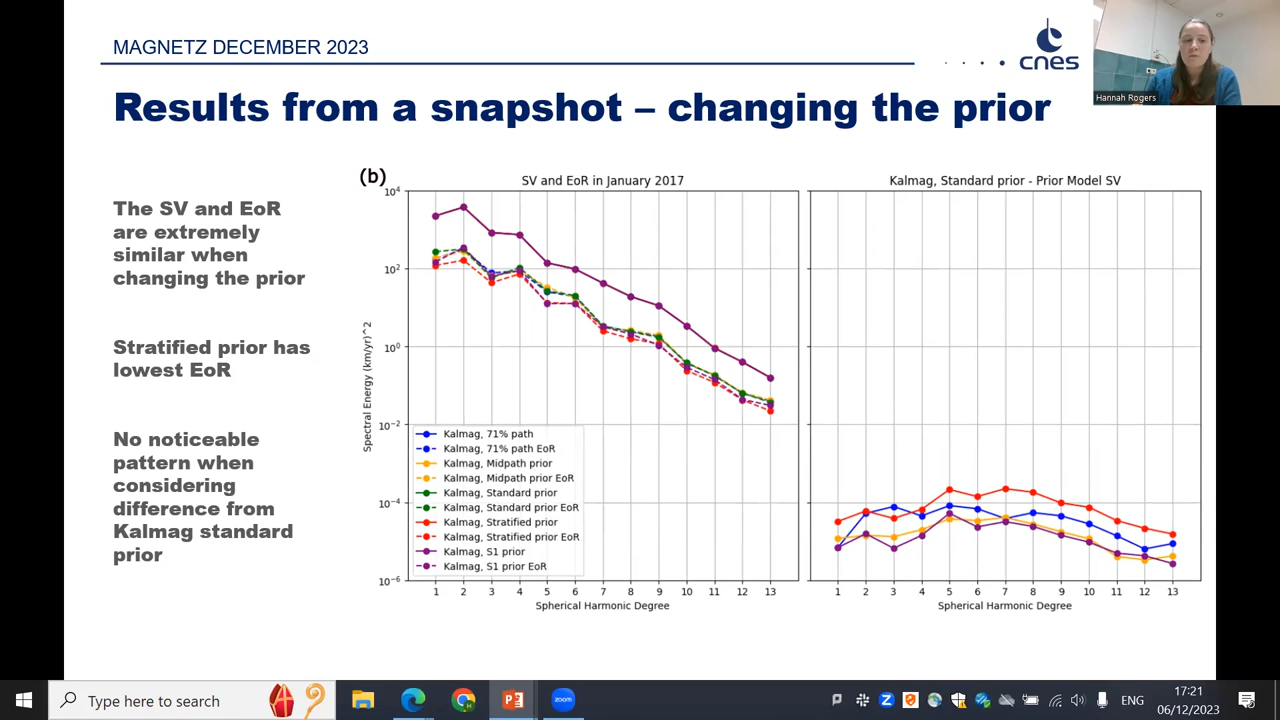 MAGNETZ DECEMBER 2023
cnes
Hannah Rogers
Results from a snapshot – changing the prior
The SV and EoR
are extremely
similar when
changing the prior
Stratified prior has
lowest EoR
No noticeable
pattern when
considering
difference from
Kalmag standard
prior
(b)
SV and EoR in January 2017
Spectral Energy (km/yr)^2
10^4
10^2
10^0
10^−2
10^−4
10^−6
Kalmag, 71% path
Kalmag, 71% path EoR
Kalmag, Midpath prior
Kalmag, Midpath prior EoR
Kalmag, Standard prior
Kalmag, Standard prior EoR
Kalmag, Stratified prior
Kalmag, Stratified prior EoR
Kalmag, S1 prior
Kalmag, S1 prior EoR
1 2 3 4 5 6 7 8 9 10 11 12 13
Spherical Harmonic Degree
Kalmag, Standard prior - Prior Model SV
1 2 3 4 5 6 7 8 9 10 11 12 13
Spherical Harmonic Degree
Type here to search
zoom
ENG
17:21
06/12/2023